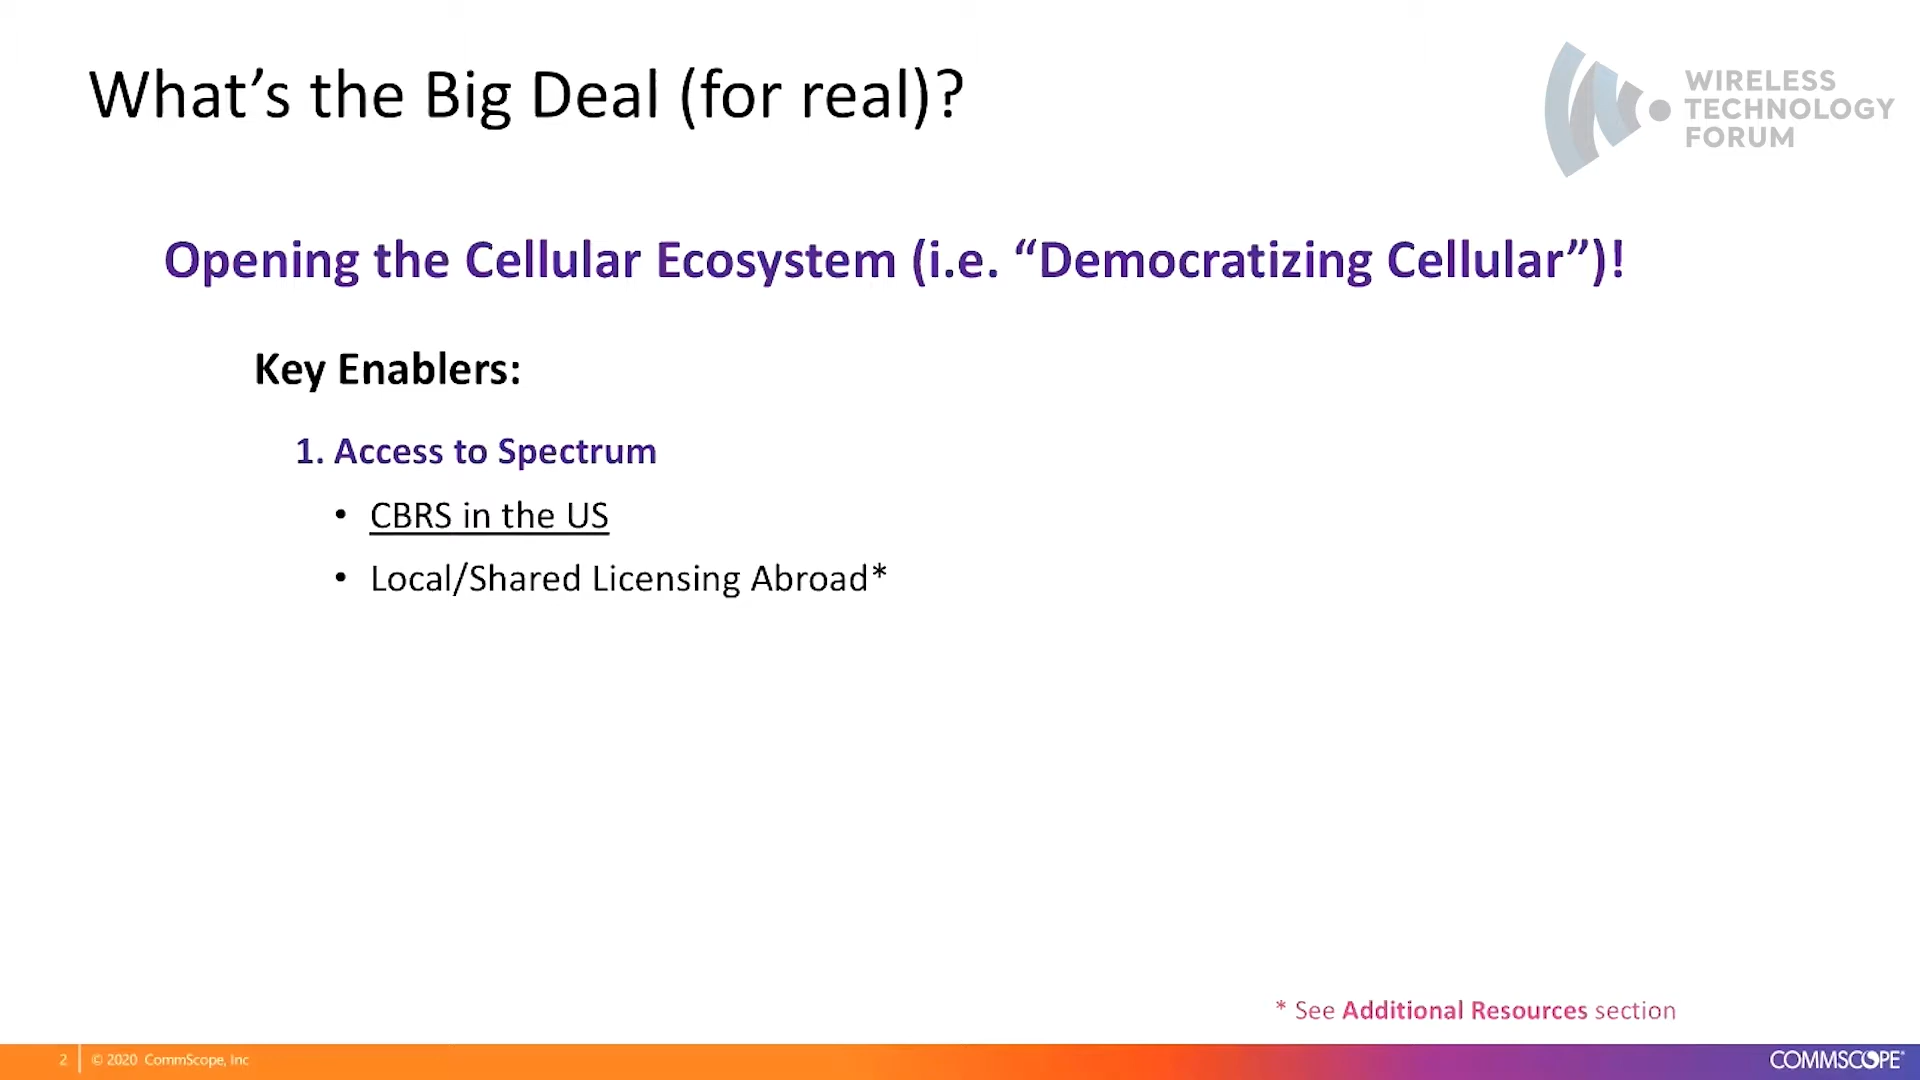 What’s the Big Deal (for real)?
WIRELESS
TECHNOLOGY
FORUM
Opening the Cellular Ecosystem (i.e. “Democratizing Cellular”)!
Key Enablers:
1. Access to Spectrum
• CBRS in the US
• Local/Shared Licensing Abroad*
* See Additional Resources section
2 © 2020 CommScope, Inc
COMMSCOPE®